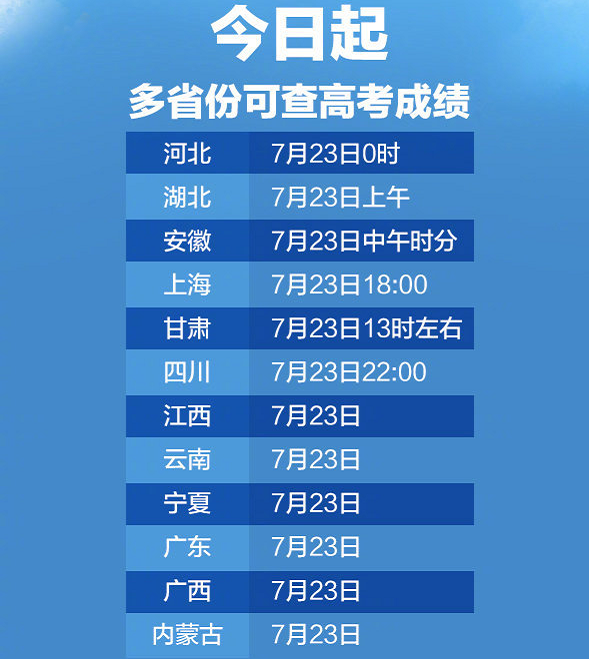 今日起
多省份可查高考成绩
河北 7月23日0时
湖北 7月23日上午
安徽 7月23日中午时分
上海 7月23日18:00
甘肃 7月23日13时左右
四川 7月23日22:00
江西 7月23日
云南 7月23日
宁夏 7月23日
广东 7月23日
广西 7月23日
内蒙古 7月23日